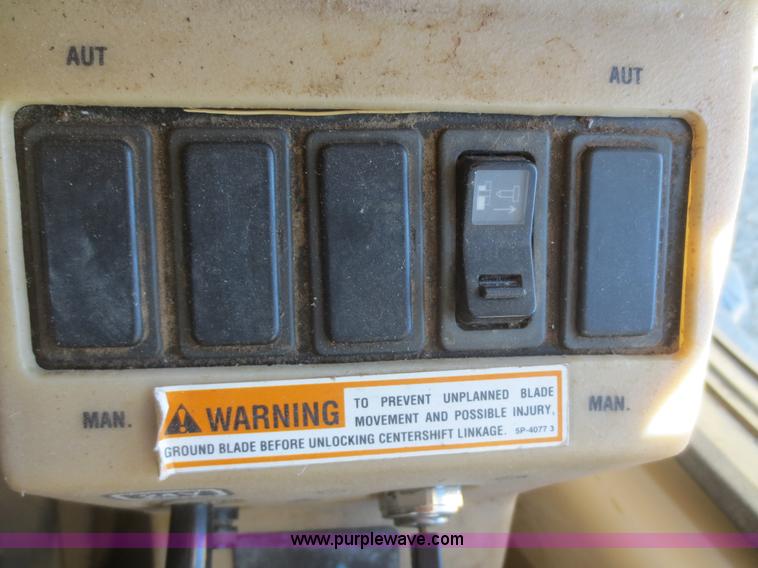 AUT
AUT
MAN.
MAN.
WARNING
TO PREVENT UNPLANNED BLADE
MOVEMENT AND POSSIBLE INJURY,
GROUND BLADE BEFORE UNLOCKING CENTERSHIFT LINKAGE. 5P-4077 3
www.purplewave.com